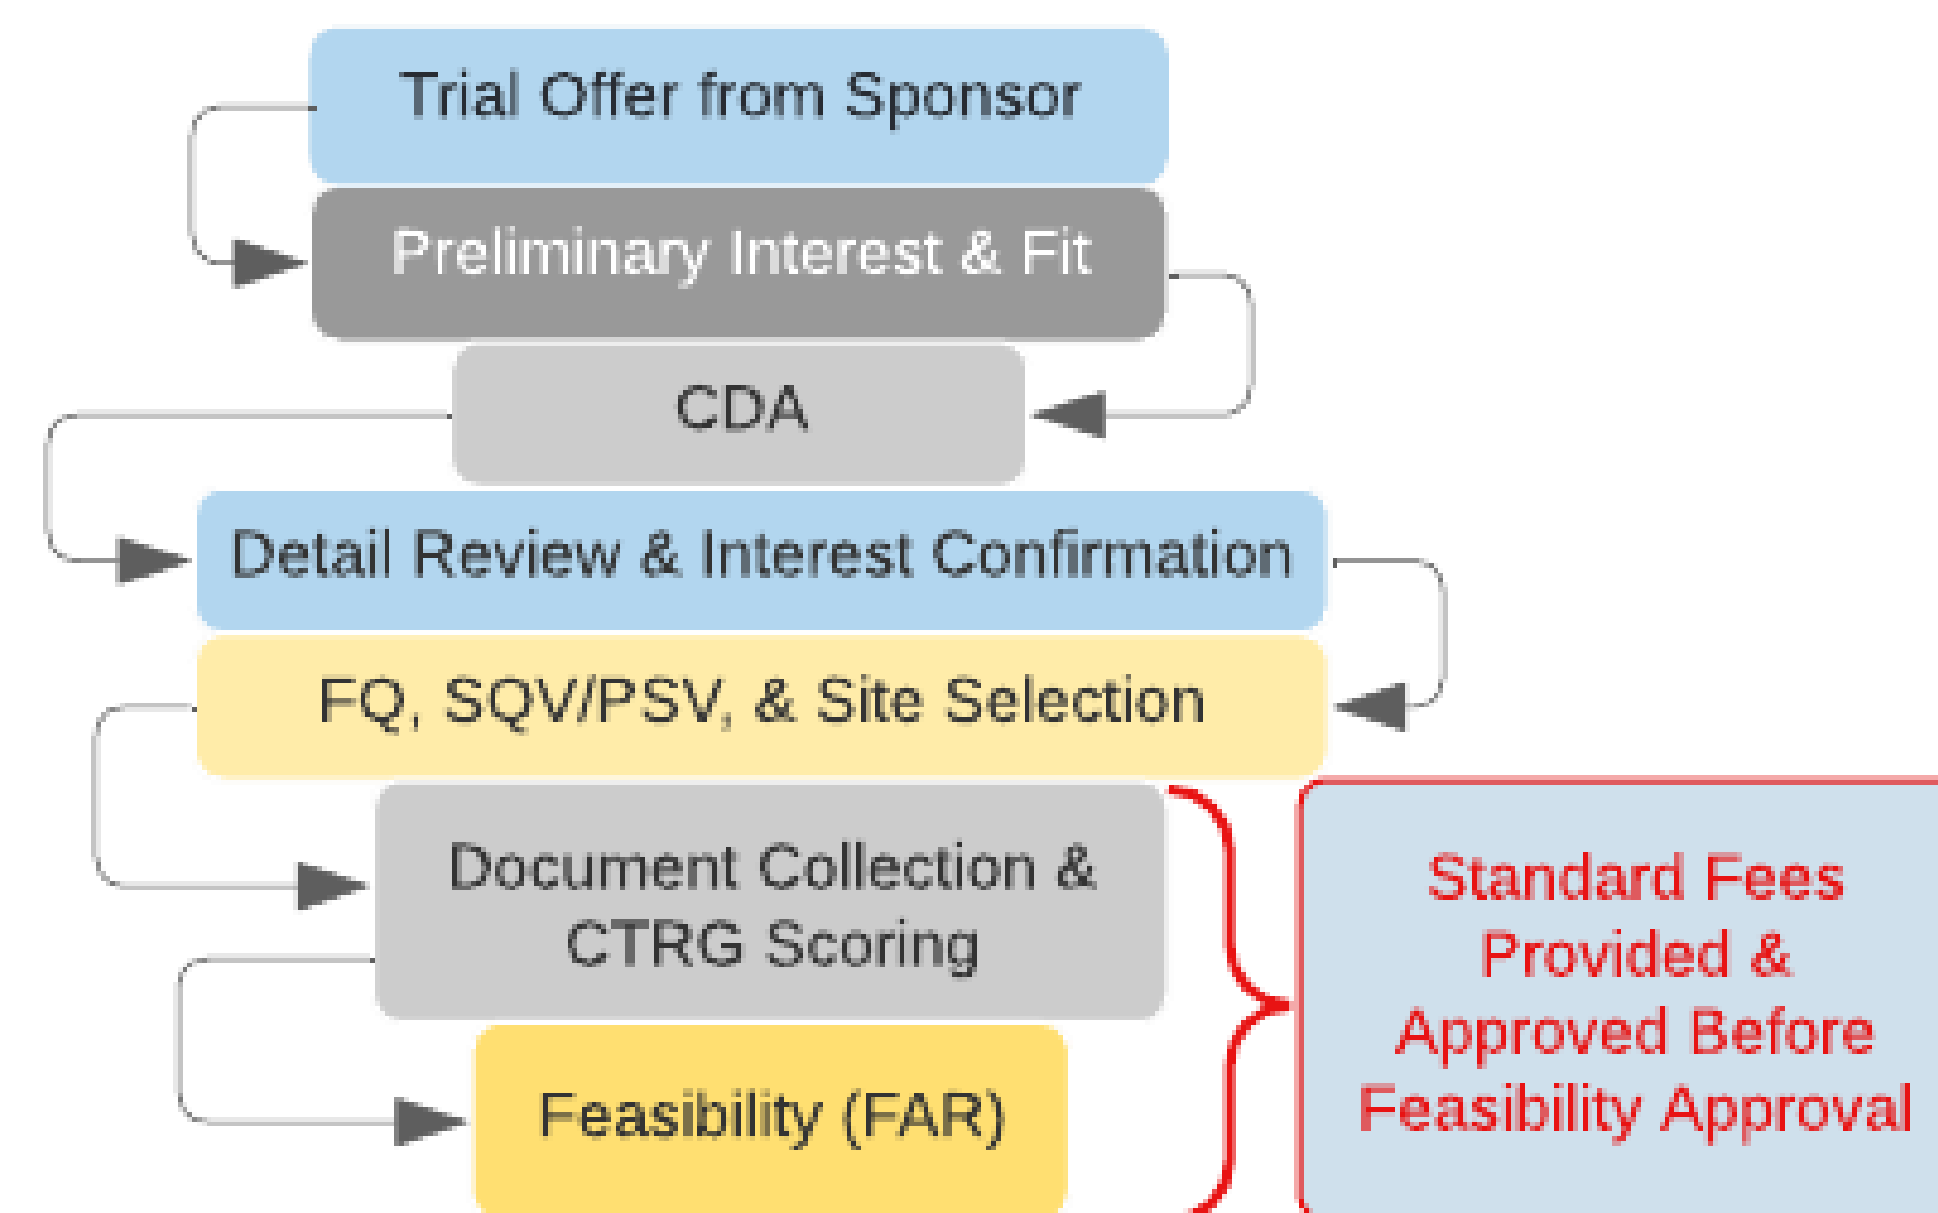 Trial Offer from Sponsor
Preliminary Interest & Fit
CDA
Detail Review & Interest Confirmation
FQ, SQV/PSV, & Site Selection
Document Collection &
CTRG Scoring
Feasibility (FAR)
Standard Fees
Provided &
Approved Before
Feasibility Approval